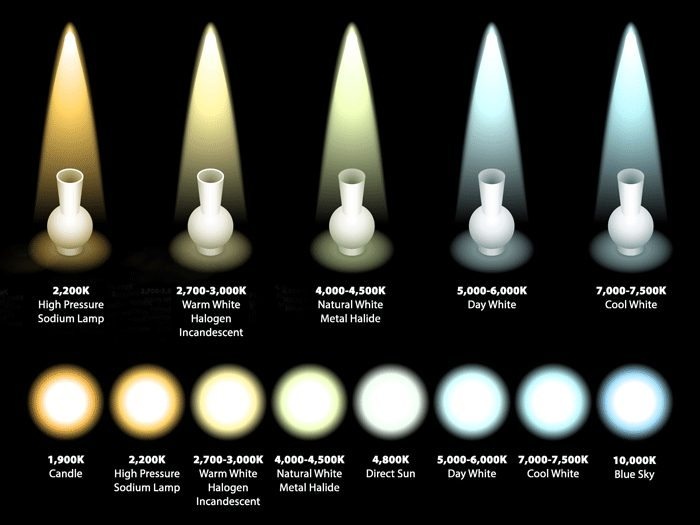 2,200K
High Pressure
Sodium Lamp
2,700-3,000K
Warm White
Halogen
Incandescent
4,000-4,500K
Natural White
Metal Halide
5,000-6,000K
Day White
7,000-7,500K
Cool White
1,900K
Candle
2,200K
High Pressure
Sodium Lamp
2,700-3,000K
Warm White
Halogen
Incandescent
4,000-4,500K
Natural White
Metal Halide
4,800K
Direct Sun
5,000-6,000K
Day White
7,000-7,500K
Cool White
10,000K
Blue Sky